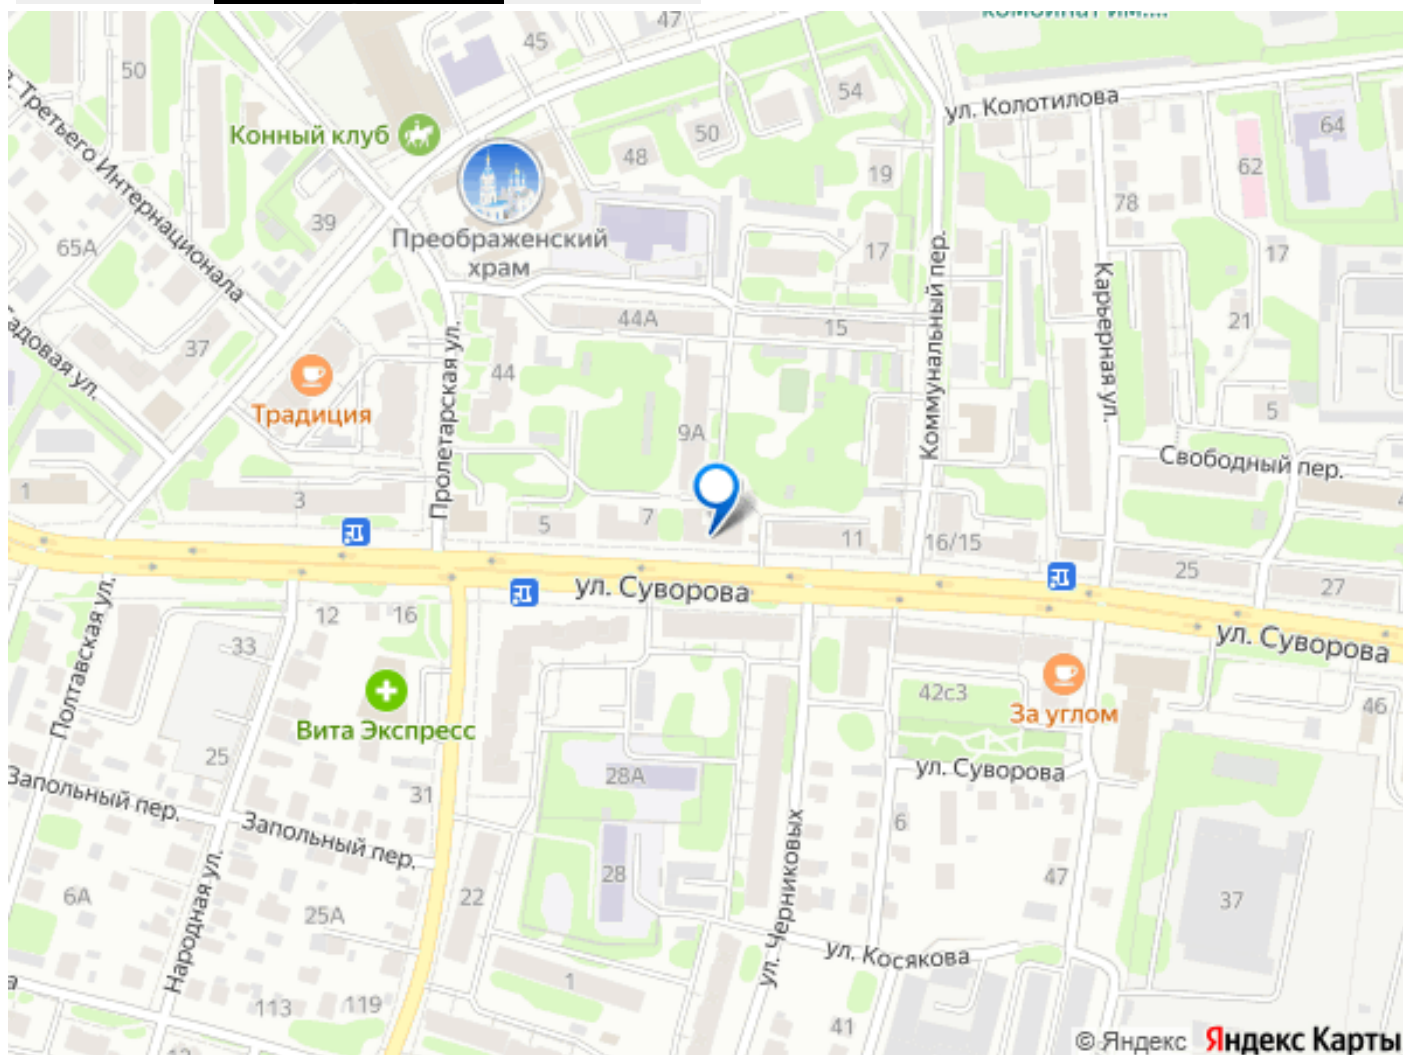 комбинат им....
47
45
50
54
ул. Колотилова
64
Конный клуб
50
48
19
62
78
ул. Третьего Интернационала
39
65А
Преображенский
храм
17
Коммунальный пер.
17
Карьерная ул.
21
44А
15
37
Садовая ул.
Пролетарская ул.
44
Традиция
5
9А
Свободный пер.
1
3
5
7
11
16/15
25
27
ул. Суворова
ул. Суворова
12
16
33
Полтавская ул.
42с3
За углом
46
Вита Экспресс
25
28А
ул. Суворова
Запольный пер.
31
Запольный пер.
6
ул. Черниковых
28
47
6А
22
37
25А
Народная ул.
ул. Косякова
1
113
119
41
© Яндекс Яндекс Карты